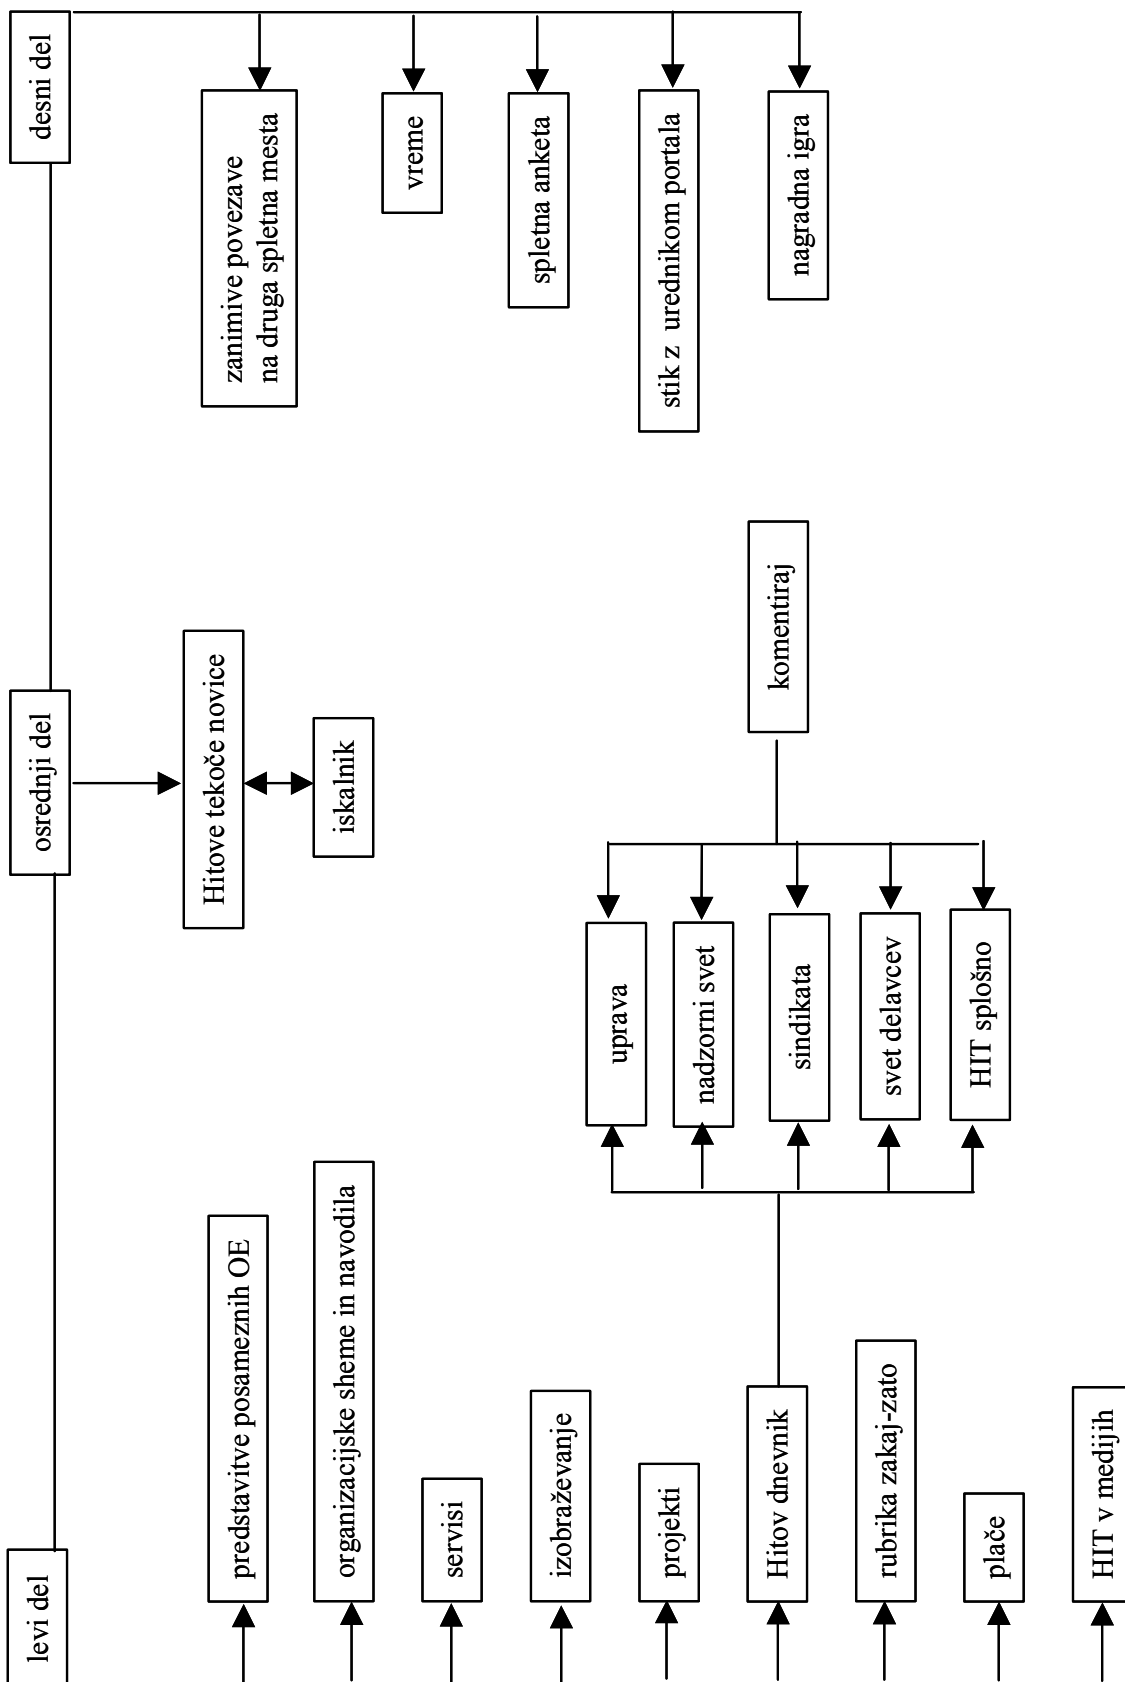 levi del
osrednji del
desni del
predstavitve posameznih OE
organizacijske sheme in navodila
servisi
izobraževanje
projekti
Hitov dnevnik
rubrika zakaj-zato
plače
HIT v medijih
uprava
nadzorni svet
sindikata
svet delavcev
HIT splošno
komentiraj
Hitove tekoče novice
iskalnik
zanimive povezave
na druga spletna mesta
vreme
spletna anketa
stik z urednikom portala
nagradna igra